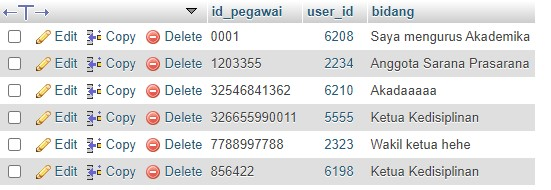 id_pegawai user_id bidang
Edit Copy Delete 0001 6208 Saya mengurus Akademika
Edit Copy Delete 1203355 2234 Anggota Sarana Prasarana
Edit Copy Delete 32546841362 6210 Akadaaaaa
Edit Copy Delete 326655990011 5555 Ketua Kedisiplinan
Edit Copy Delete 7788997788 2323 Wakil ketua hehe
Edit Copy Delete 856422 6198 Ketua Kedisiplinan